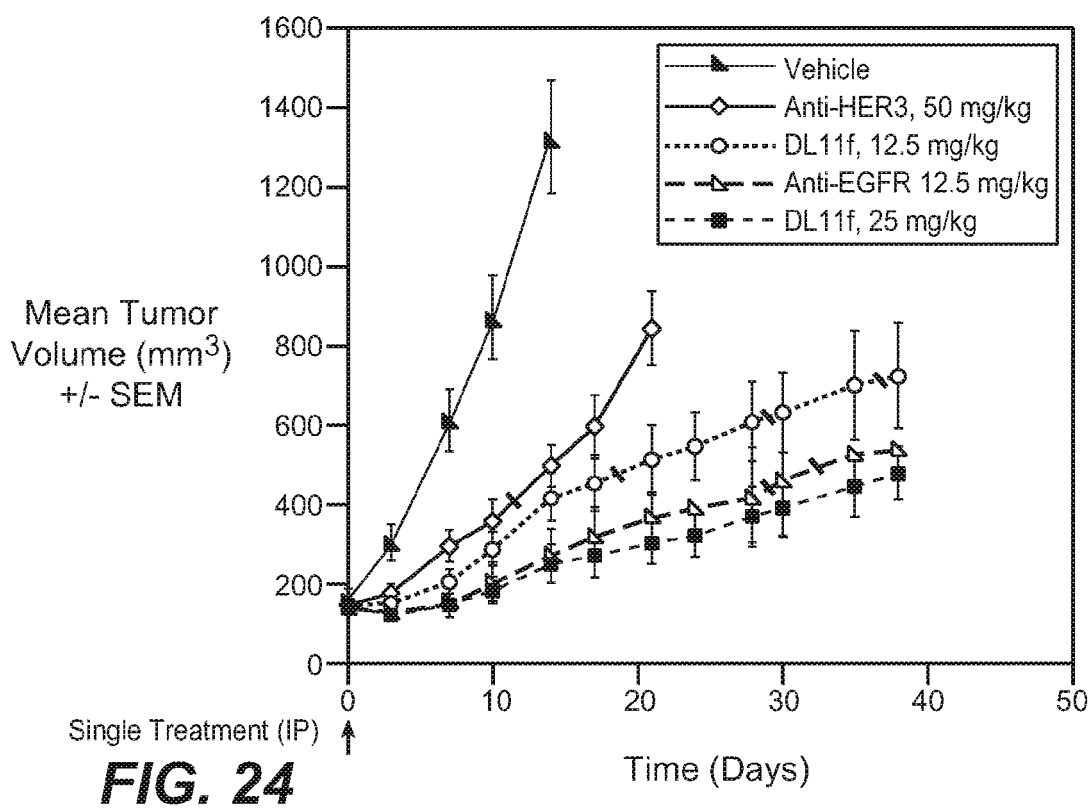 1600
1400
1200
1000
800
600
400
200
0
Mean Tumor
Volume (mm³)
+/- SEM
Vehicle
Anti-HER3, 50 mg/kg
DL11f, 12.5 mg/kg
Anti-EGFR 12.5 mg/kg
DL11f, 25 mg/kg
0 10 20 30 40 50
Single Treatment (IP)
Time (Days)
FIG. 24